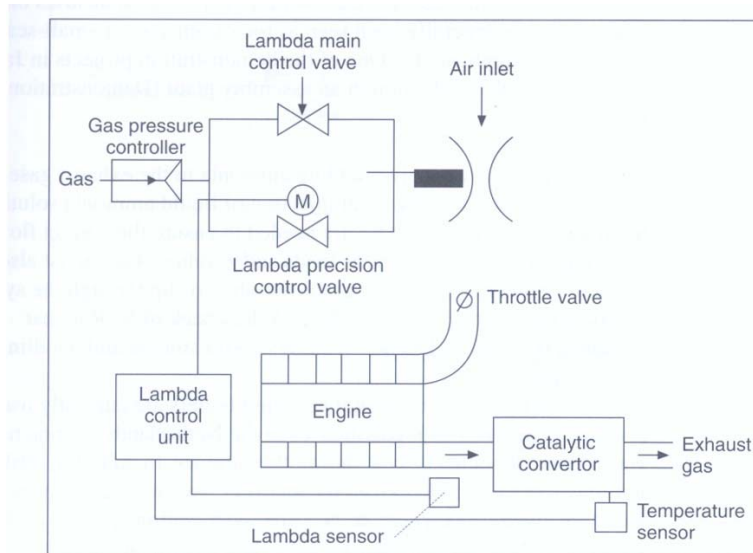 Lambda main
control valve
Air inlet
Gas pressure
controller
Gas
M
Lambda precision
control valve
Throttle valve
Lambda
control
unit
Engine
Catalytic
convertor
Exhaust
gas
Lambda sensor
Temperature
sensor